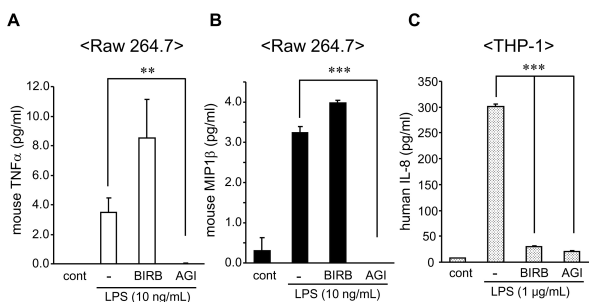 A
<Raw 264.7>
**
mouse TNFα (pg/ml)
12.0
10.0
8.0
6.0
4.0
2.0
0.0
cont - BIRB AGI
LPS (10 ng/mL)
B
<Raw 264.7>
***
mouse MIP1β (pg/ml)
4.0
3.0
2.0
1.0
0.0
cont - BIRB AGI
LPS (10 ng/mL)
C
<THP-1>
***
human IL-8 (pg/ml)
350
300
250
200
150
100
50
0
cont - BIRB AGI
LPS (1 µg/mL)